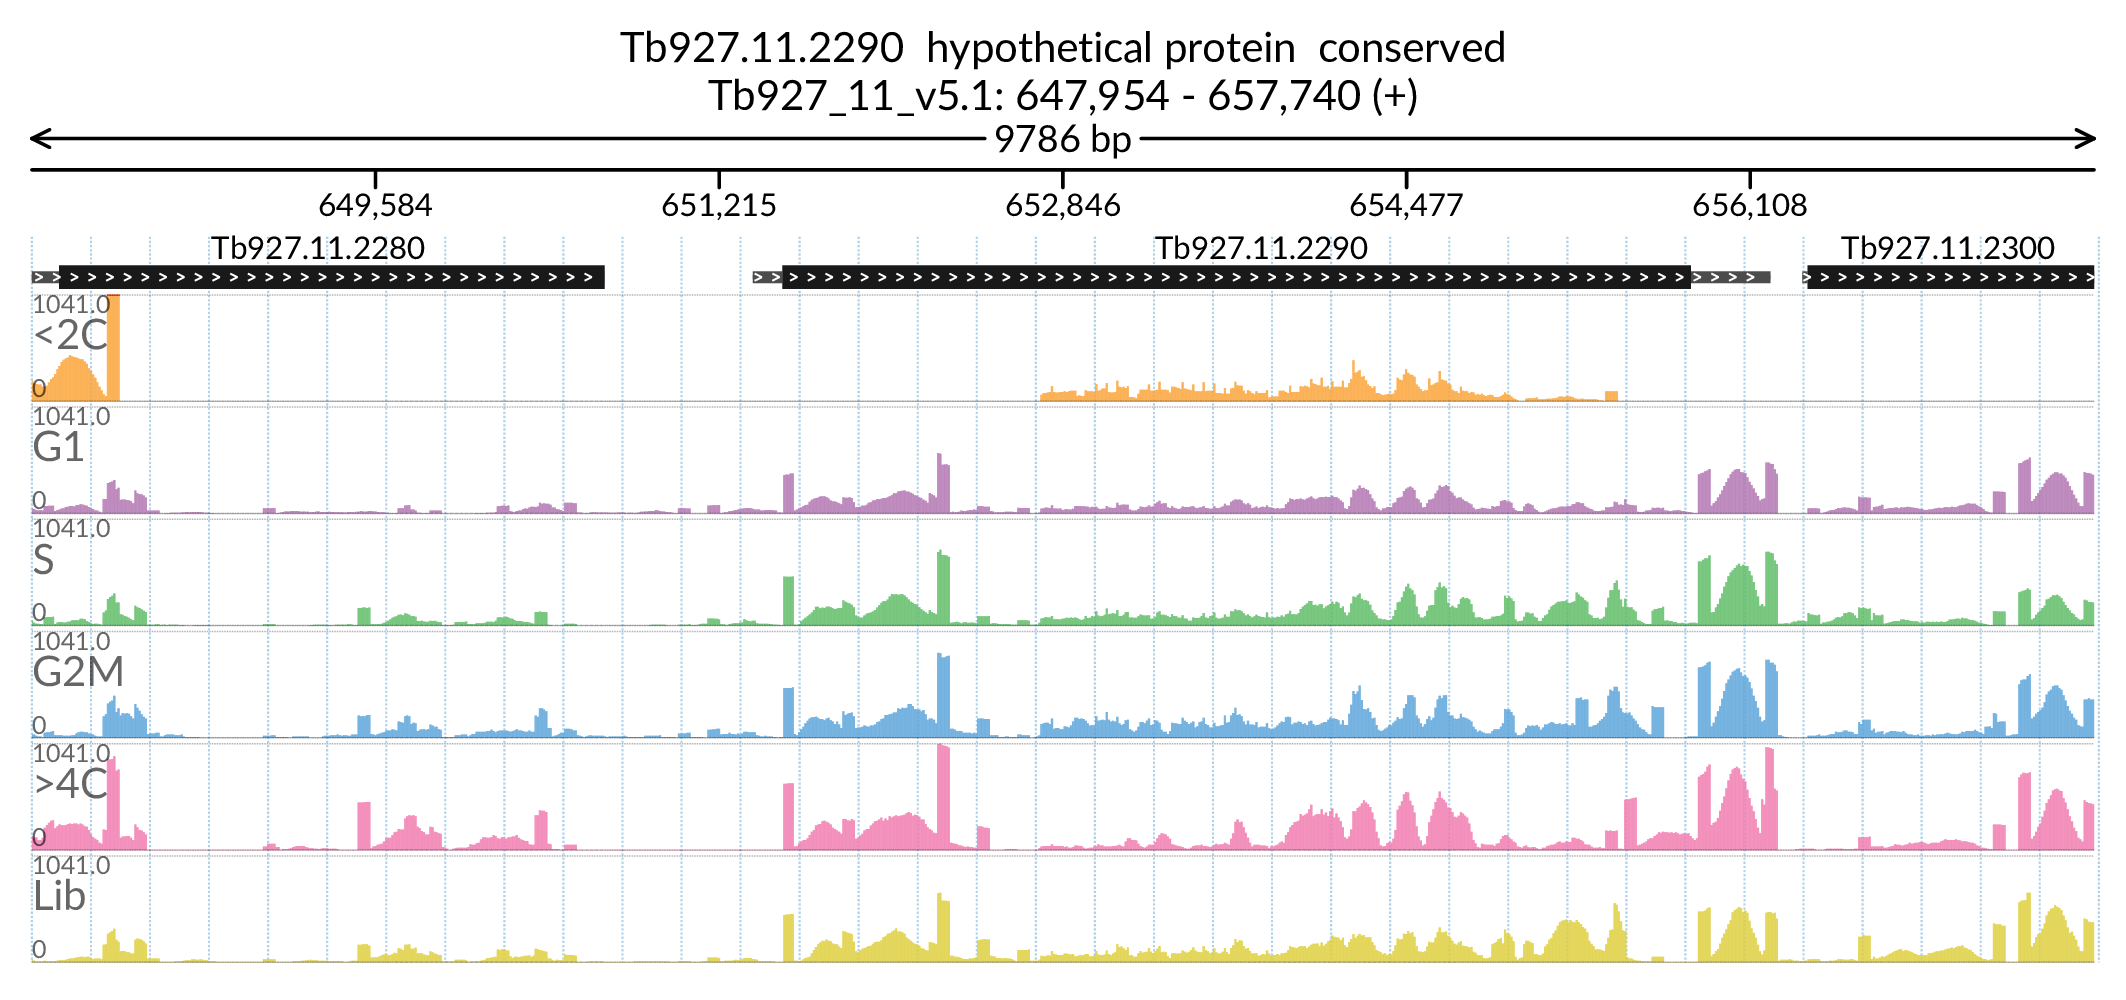 Tb927.11.2290 hypothetical protein conserved
Tb927_11_v5.1: 647,954 - 657,740 (+)
9786 bp
649,584 651,215 652,846 654,477 656,108
Tb927.11.2280 Tb927.11.2290 Tb927.11.2300
1041.0
<2C
0
1041.0
G1
0
1041.0
S
0
1041.0
G2M
0
1041.0
>4C
0
1041.0
Lib
0